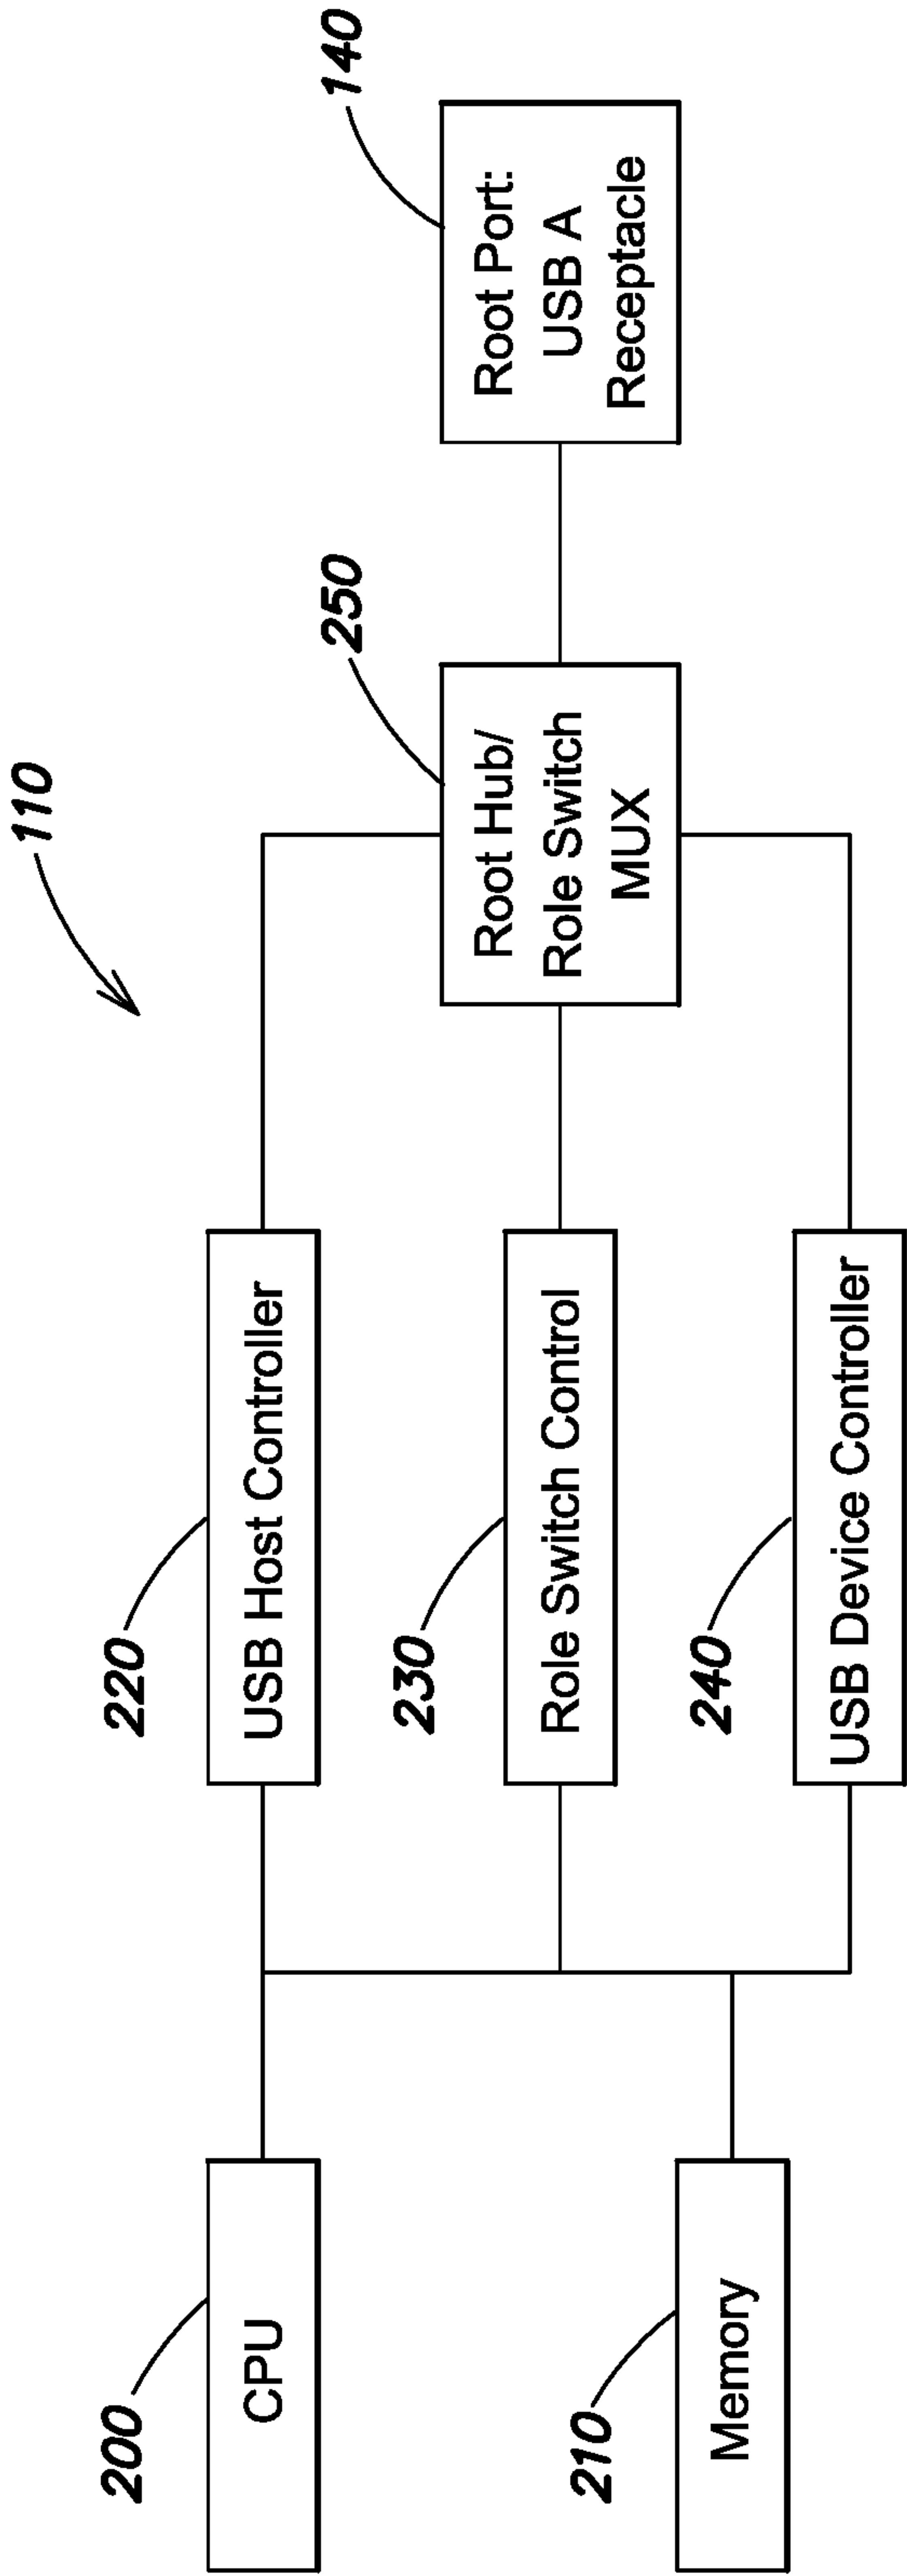 110
200
CPU
210
Memory
220
USB Host Controller
230
Role Switch Control
240
USB Device Controller
250
Root Hub/
Role Switch
MUX
140
Root Port:
USB A
Receptacle